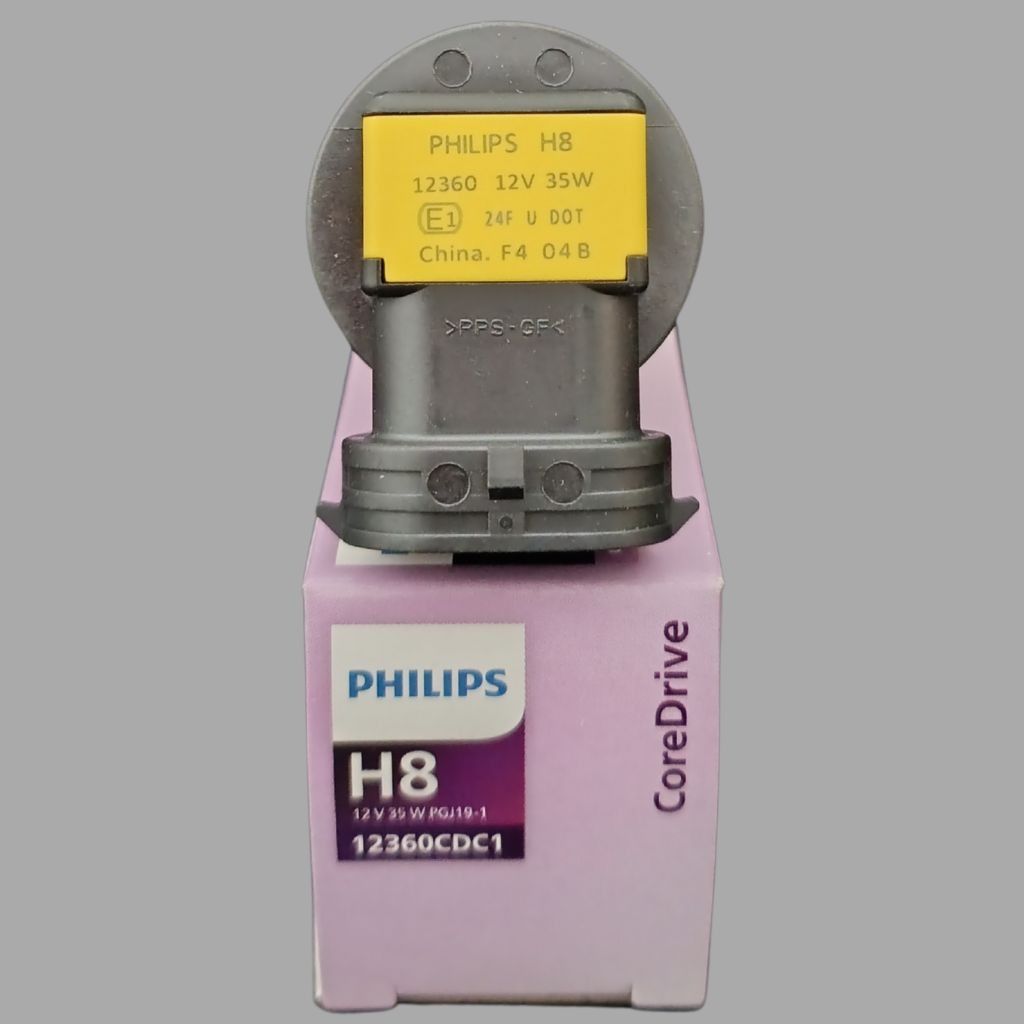 PHILIPS H8
12360 12V 35W
E1 24F U DOT
China. F4 04B
>PPS-GF<
PHILIPS
H8
12 V 35 W PGJ19-1
12360CDC1
CoreDrive